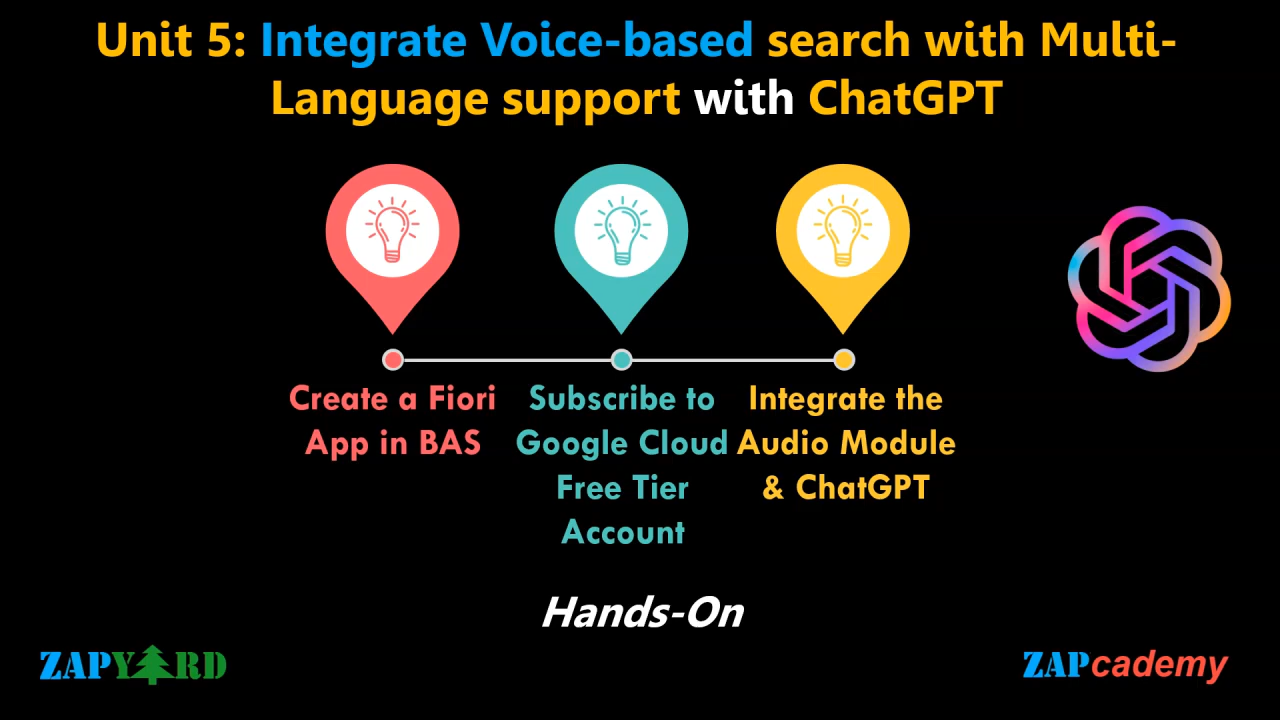 Unit 5: Integrate Voice-based search with Multi-
Language support with ChatGPT
Create a Fiori
App in BAS
Subscribe to
Google Cloud
Free Tier
Account
Integrate the
Audio Module
& ChatGPT
Hands-On
ZAPYARD
ZAPcademy